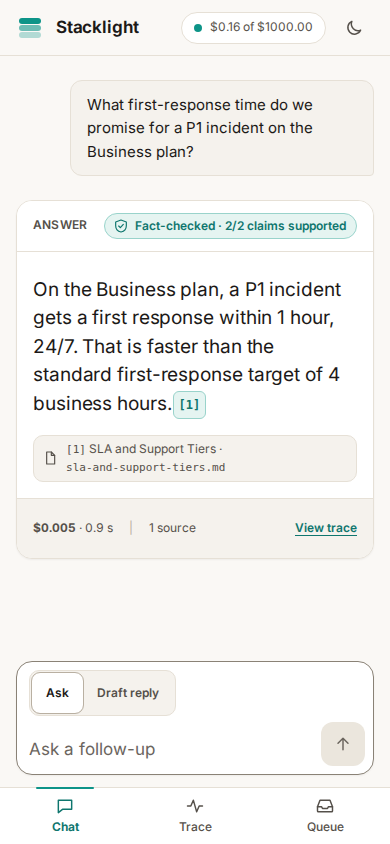 Stacklight
$0.16 of $1000.00
What first-response time do we
promise for a P1 incident on the
Business plan?
ANSWER
Fact-checked · 2/2 claims supported
On the Business plan, a P1 incident
gets a first response within 1 hour,
24/7. That is faster than the
standard first-response target of 4
business hours. [1]
[1] SLA and Support Tiers ·
sla-and-support-tiers.md
$0.005 · 0.9 s | 1 source
View trace
Ask
Draft reply
Ask a follow-up
Chat
Trace
Queue